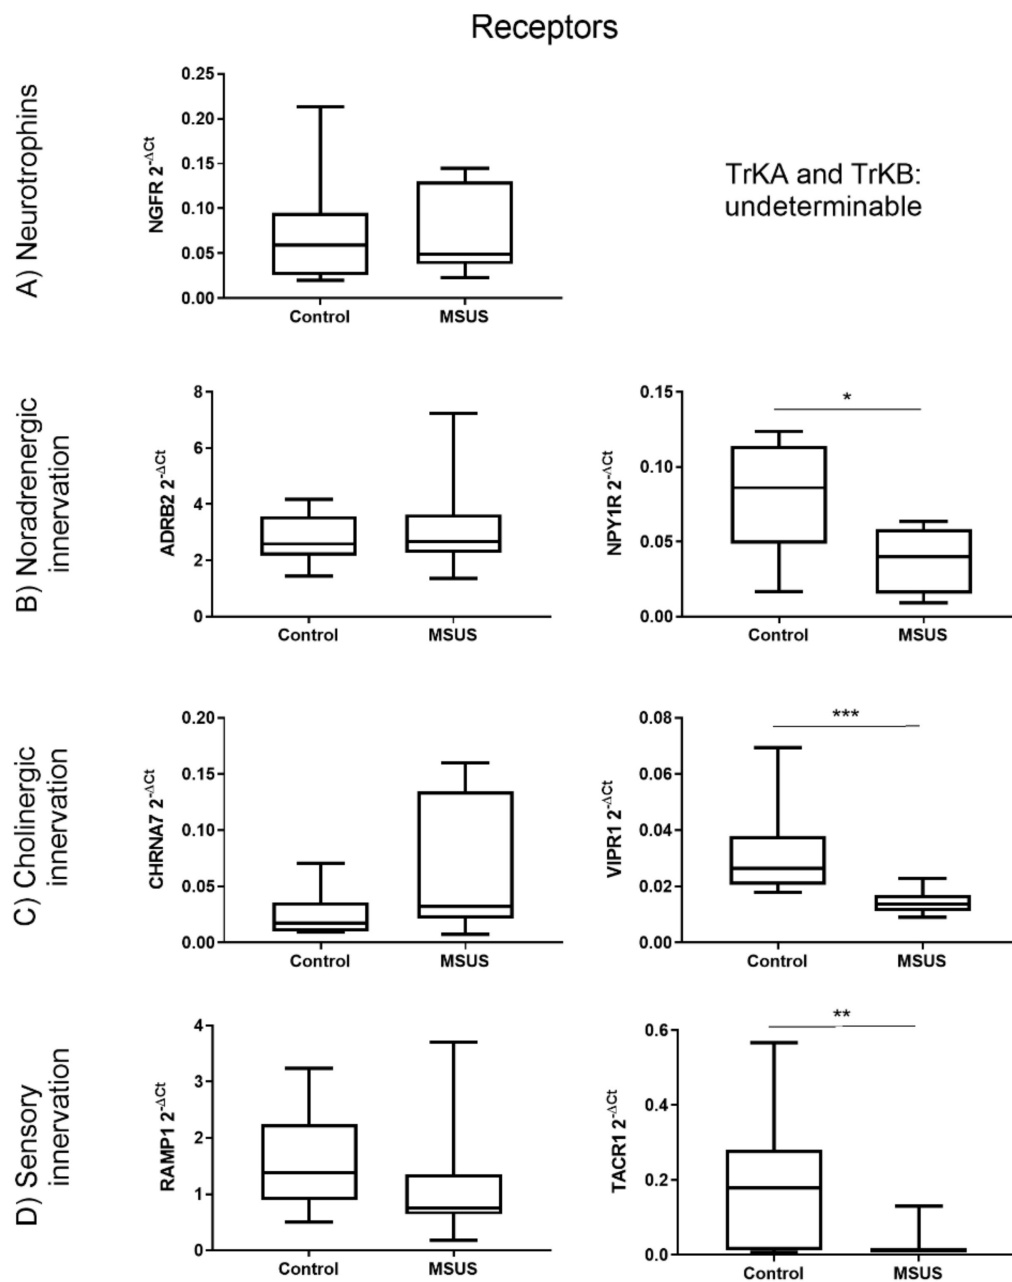 Receptors
A) Neurotrophins
NGFR 2-ΔCt
0.25
0.20
0.15
0.10
0.05
0.00
Control
MSUS
TrKA and TrKB:
undeterminable
B) Noradrenergic
innervation
ADRB2 2-ΔCt
8
6
4
2
0
Control
MSUS
NPY1R 2-ΔCt
0.15
0.10
0.05
0.00
*
Control
MSUS
C) Cholinergic
innervation
CHRNA7 2-ΔCt
0.20
0.15
0.10
0.05
0.00
Control
MSUS
VIPR1 2-ΔCt
0.08
0.06
0.04
0.02
0.00
***
Control
MSUS
D) Sensory
innervation
RAMP1 2-ΔCt
4
3
2
1
0
Control
MSUS
TACR1 2-ΔCt
0.6
0.4
0.2
0.0
**
Control
MSUS